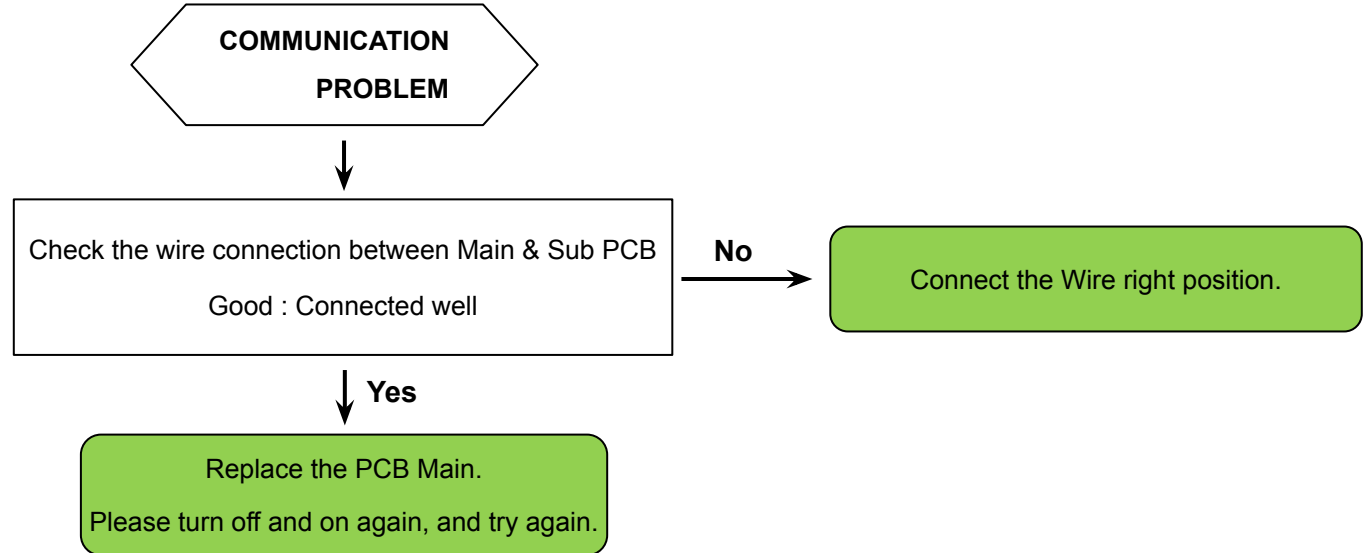 COMMUNICATION
PROBLEM
Check the wire connection between Main & Sub PCB
Good : Connected well
No
Connect the Wire right position.
Yes
Replace the PCB Main.
Please turn off and on again, and try again.